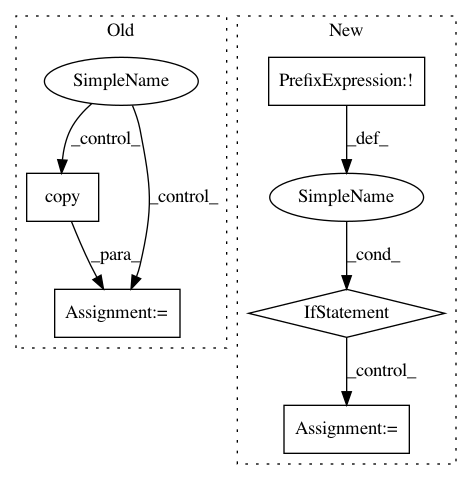 Old
SimpleName
_control_
_control_
copy
_para_
Assignment:=
New
PrefixExpression:!
_def_
SimpleName
_cond_
IfStatement
_control_
Assignment:=